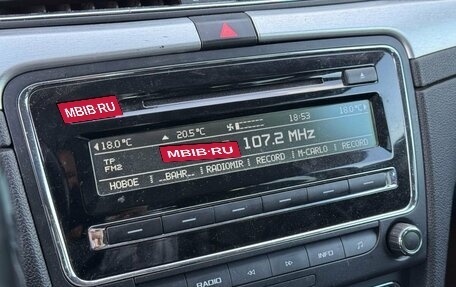 MBIB.RU
18.0°C 20.5°C 18:53 18.0°C
TP
FM2
MBIB.RU 107.2 MHz
НОВОЕ ..BAHR... RADIOMIR RECORD M-CARLO RECORD
RADIO INFO